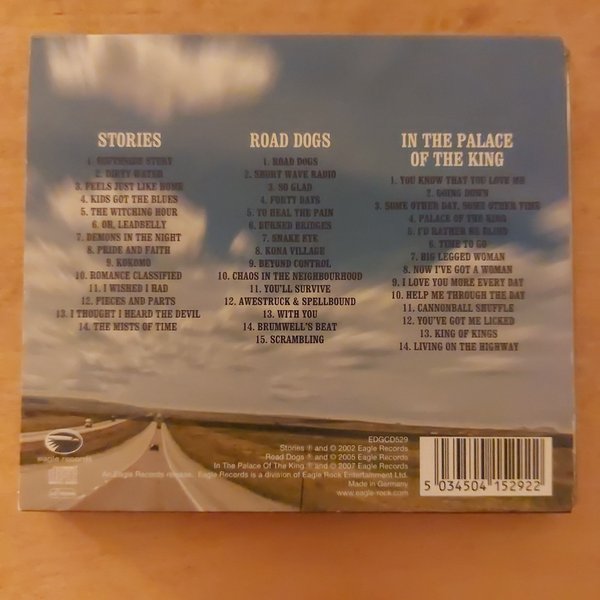 STORIES
1. RIVERSIDE STORY
2. DIRTY WATER
3. FEELS JUST LIKE HOME
4. KIDS GOT THE BLUES
5. THE WITCHING HOUR
6. OH, LEADBELLY
7. DEMONS IN THE NIGHT
8. PRIDE AND FAITH
9. KOKOMO
10. ROMANCE CLASSIFIED
11. I WISHED I HAD
12. PIECES AND PARTS
13. I THOUGHT I HEARD THE DEVIL
14. THE MISTS OF TIME
ROAD DOGS
1. ROAD DOGS
2. SHORT WAVE RADIO
3. SO GLAD
4. FORTY DAYS
5. TO HEAL THE PAIN
6. BURNED BRIDGES
7. SNAKE EYE
8. KONA VILLAGE
9. BEYOND CONTROL
10. CHAOS IN THE NEIGHBOURHOOD
11. YOU'LL SURVIVE
12. AWESTRUCK & SPELLBOUND
13. WITH YOU
14. BRUMWELL'S BEAT
15. SCRAMBLING
IN THE PALACE
OF THE KING
1. YOU KNOW THAT YOU LOVE ME
2. GOING DOWN
3. SOME OTHER DAY, SOME OTHER TIME
4. PALACE OF THE KING
5. I'D RATHER BE BLIND
6. TIME TO GO
7. BIG LEGGED WOMAN
8. NOW I'VE GOT A WOMAN
9. I LOVE YOU MORE EVERY DAY
10. HELP ME THROUGH THE DAY
11. CANNONBALL SHUFFLE
12. YOU'VE GOT ME LICKED
13. KING OF KINGS
14. LIVING ON THE HIGHWAY
eagle records
EDGCD529
Stories ℗ and © 2002 Eagle Records
Road Dogs ℗ and © 2005 Eagle Records
In The Palace Of The King ℗ and © 2007 Eagle Records
An Eagle Records release. Eagle Records is a division of Eagle Rock Entertainment Ltd.
Made in Germany
www.eagle-rock.com
5 034504 152922